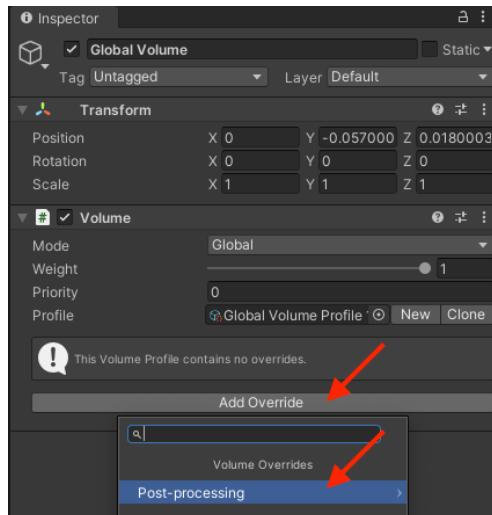 Inspector
Global Volume Static
Tag Untagged Layer Default
Transform
Position X 0 Y -0.057000 Z 0.0180003
Rotation X 0 Y 0 Z 0
Scale X 1 Y 1 Z 1
# Volume
Mode Global
Weight 1
Priority 0
Profile Global Volume Profile New Clone
This Volume Profile contains no overrides.
Add Override
Volume Overrides
Post-processing